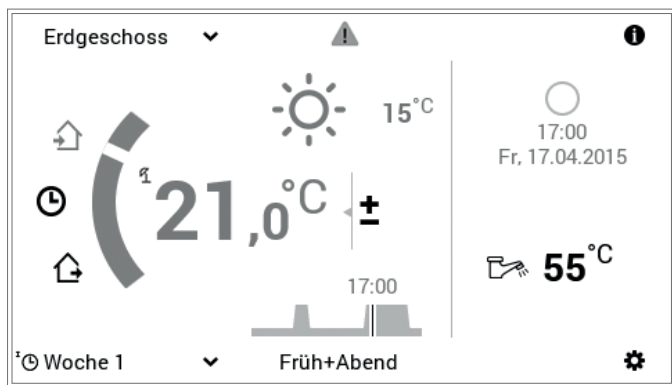 Erdgeschoss
15°C
17:00
Fr, 17.04.2015
21,0°C
±
55°C
17:00
Woche 1
Früh+Abend